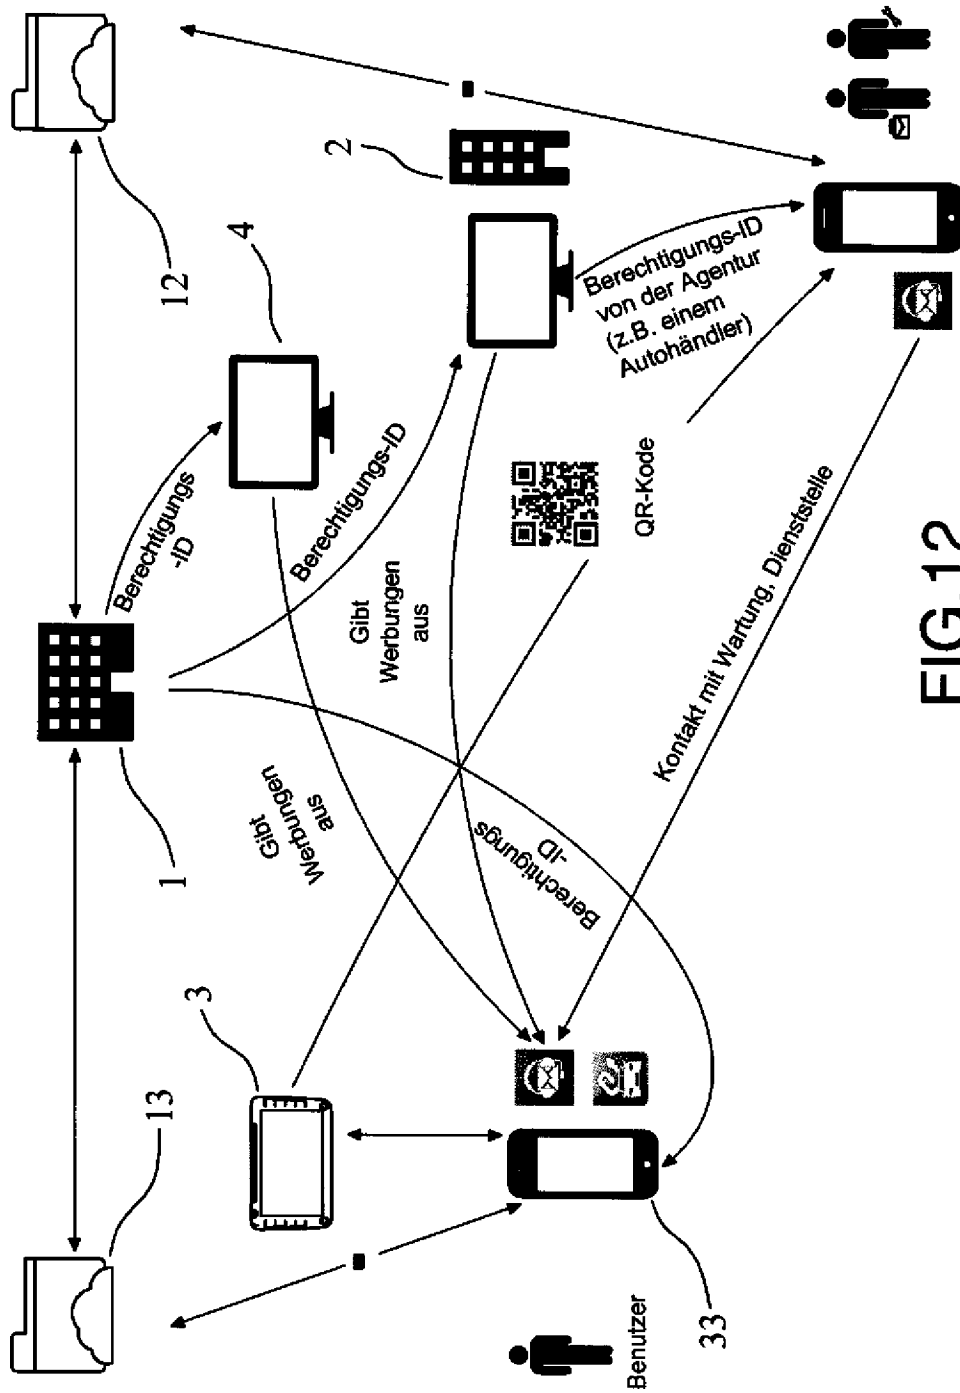 13
1
12
3
4
2
Berechtigungs
-ID
Berechtigungs-ID
Gibt
Werbungen
aus
Gibt
Werbungen
aus
Berechtigungs
-ID
Berechtigungs-ID
von der Agentur
(z.B. einem
Autohändler)
QR-Kode
Kontakt mit Wartung, Dienststelle
Benutzer
33
FIG.12